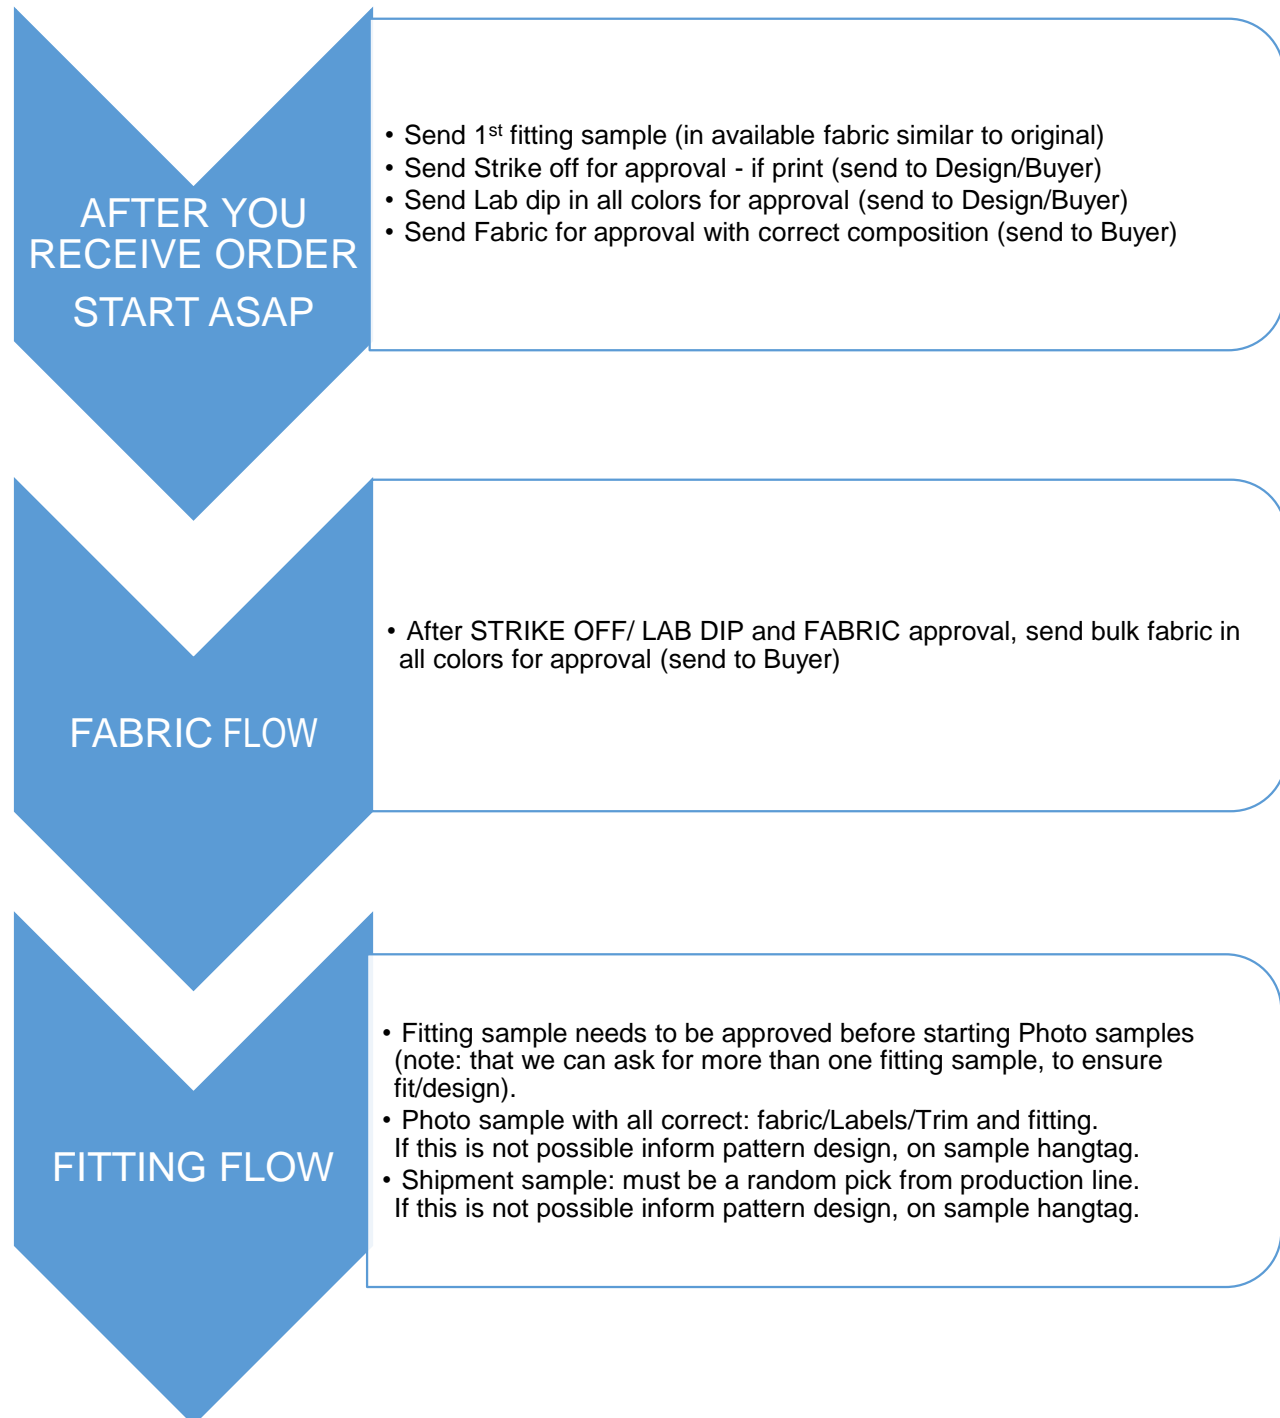 AFTER YOU
RECEIVE ORDER
START ASAP
• Send 1st fitting sample (in available fabric similar to original)
• Send Strike off for approval - if print (send to Design/Buyer)
• Send Lab dip in all colors for approval (send to Design/Buyer)
• Send Fabric for approval with correct composition (send to Buyer)
FABRIC FLOW
• After STRIKE OFF/ LAB DIP and FABRIC approval, send bulk fabric in
all colors for approval (send to Buyer)
FITTING FLOW
• Fitting sample needs to be approved before starting Photo samples
(note: that we can ask for more than one fitting sample, to ensure
fit/design).
• Photo sample with all correct: fabric/Labels/Trim and fitting.
If this is not possible inform pattern design, on sample hangtag.
• Shipment sample: must be a random pick from production line.
If this is not possible inform pattern design, on sample hangtag.